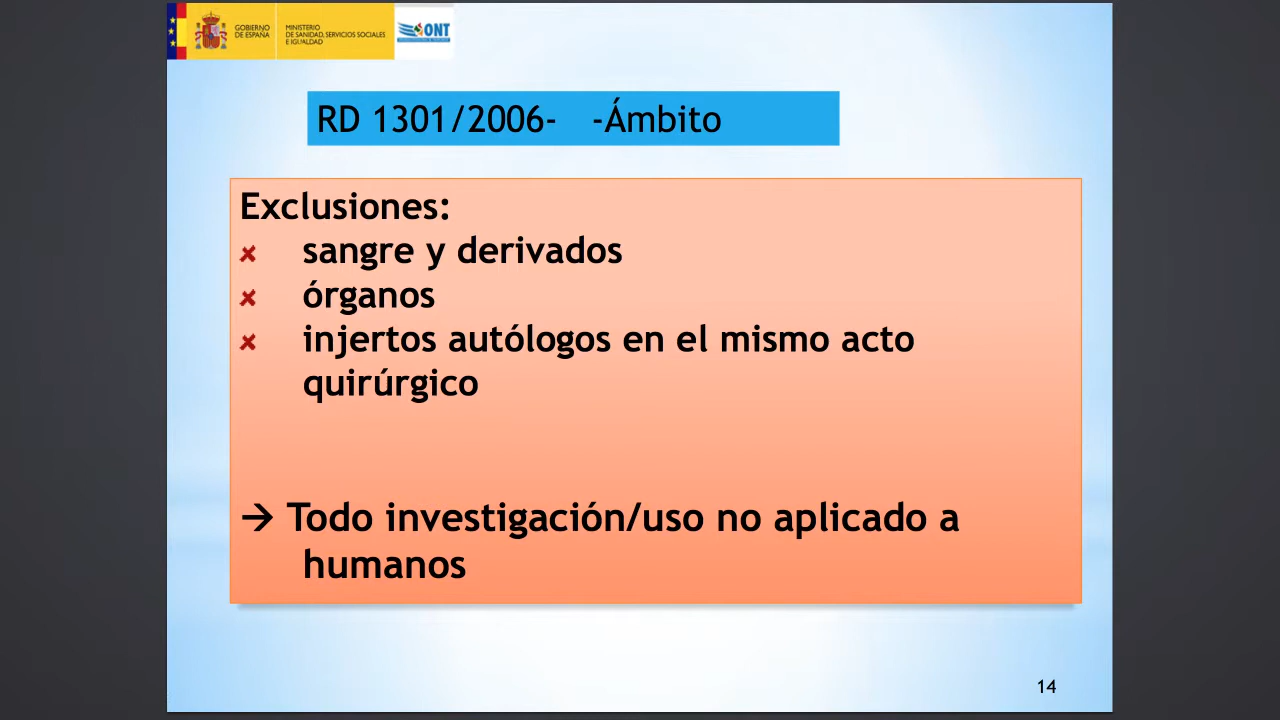 GOBIERNO
DE ESPAÑA
MINISTERIO
DE SANIDAD, SERVICIOS SOCIALES
E IGUALDAD
ONT
RD 1301/2006-   -Ámbito
Exclusiones:
sangre y derivados
órganos
injertos autólogos en el mismo acto
quirúrgico
→ Todo investigación/uso no aplicado a
humanos
14